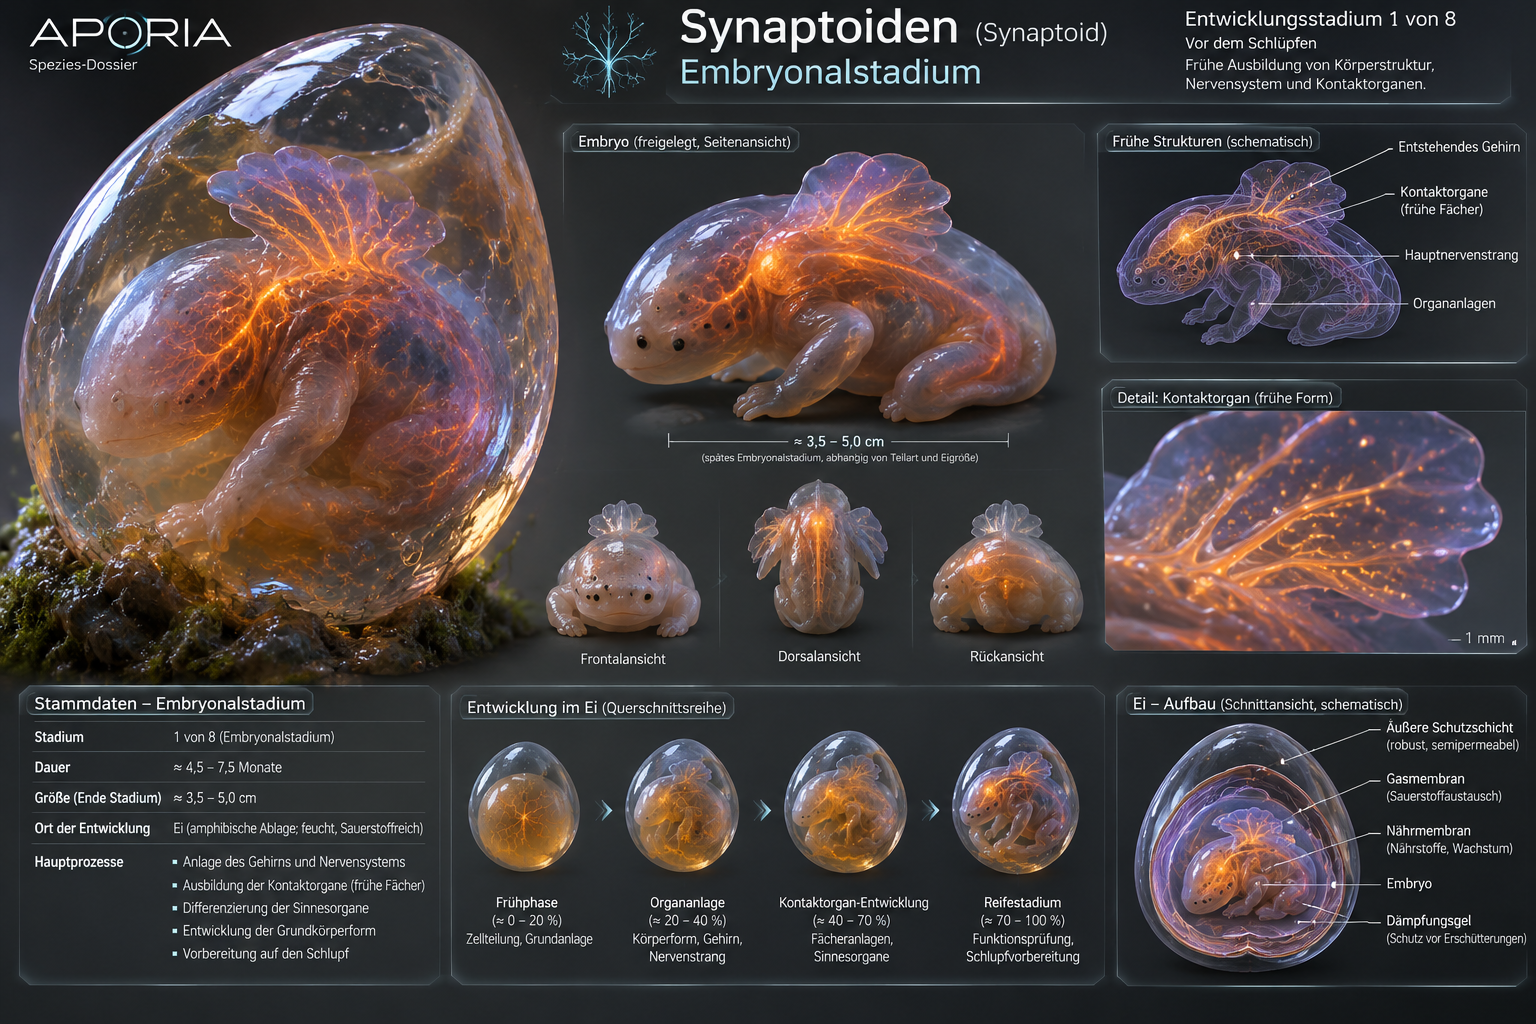 APORIA
Spezies-Dossier
Synaptoiden (Synaptoid)
Embryonalstadium
Entwicklungsstadium 1 von 8
Vor dem Schlüpfen
Frühe Ausbildung von Körperstruktur,
Nervensystem und Kontaktorganen.
Embryo (freigelegt, Seitenansicht)
≈ 3,5 – 5,0 cm
(spätes Embryonalstadium, abhängig von Teilart und Eigröße)
Frontalansicht
Dorsalansicht
Rückansicht
Frühe Strukturen (schematisch)
Entstehendes Gehirn
Kontaktorgane
(frühe Fächer)
Hauptnervenstrang
Organanlagen
Detail: Kontaktorgan (frühe Form)
1 mm
Stammdaten – Embryonalstadium
Stadium 1 von 8 (Embryonalstadium)
Dauer ≈ 4,5 – 7,5 Monate
Größe (Ende Stadium) ≈ 3,5 – 5,0 cm
Ort der Entwicklung Ei (amphibische Ablage; feucht, Sauerstoffreich)
Hauptprozesse ▪ Anlage des Gehirns und Nervensystems
▪ Ausbildung der Kontaktorgane (frühe Fächer)
▪ Differenzierung der Sinnesorgane
▪ Entwicklung der Grundkörperform
▪ Vorbereitung auf den Schlupf
Entwicklung im Ei (Querschnittsreihe)
Frühphase
(≈ 0 – 20 %)
Zellteilung, Grundanlage
Organanlage
(≈ 20 – 40 %)
Körperform, Gehirn,
Nervenstrang
Kontaktorgan-Entwicklung
(≈ 40 – 70 %)
Fächeranlagen,
Sinnesorgane
Reifestadium
(≈ 70 – 100 %)
Funktionsprüfung,
Schlupfvorbereitung
Ei – Aufbau (Schnittansicht, schematisch)
Äußere Schutzschicht
(robust, semipermeabel)
Gasmembran
(Sauerstoffaustausch)
Nährmembran
(Nährstoffe, Wachstum)
Embryo
Dämpfungsgel
(Schutz vor Erschütterungen)